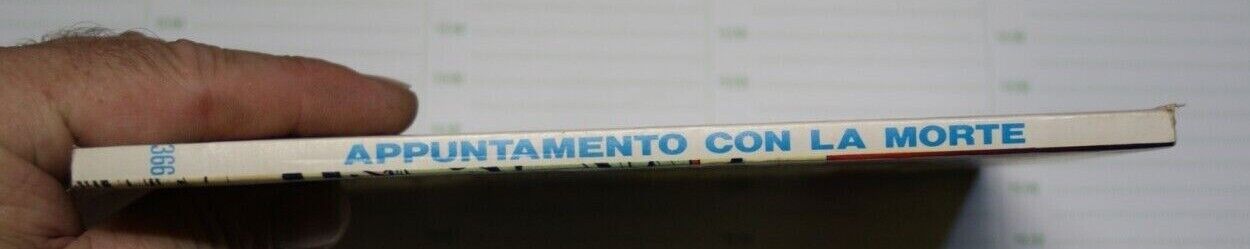 366
APPUNTAMENTO CON LA MORTE